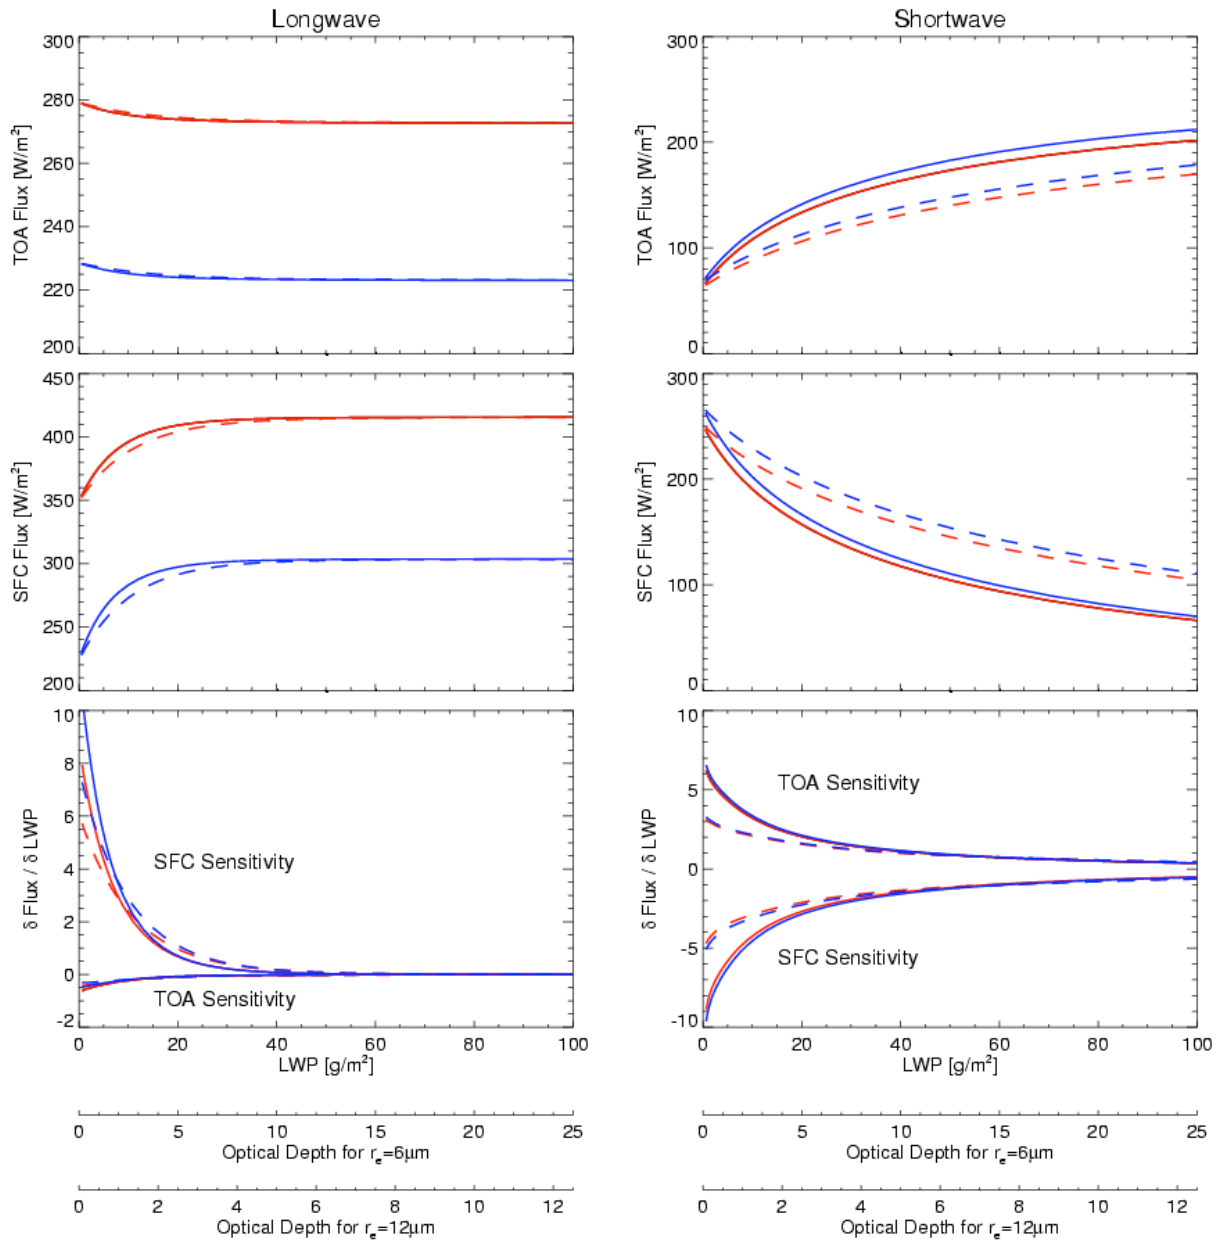 Longwave
300
280
260
240
220
200
TOA Flux [W/m²]
450
400
350
300
250
200
SFC Flux [W/m²]
10
8
6
4
2
0
-2
δ Flux / δ LWP
SFC Sensitivity
TOA Sensitivity
0 20 40 60 80 100
LWP [g/m²]
0 5 10 15 20 25
Optical Depth for rₑ=6μm
0 2 4 6 8 10 12
Optical Depth for rₑ=12μm
Shortwave
300
200
100
0
TOA Flux [W/m²]
300
200
100
0
SFC Flux [W/m²]
10
5
0
-5
-10
δ Flux / δ LWP
TOA Sensitivity
SFC Sensitivity
0 20 40 60 80 100
LWP [g/m²]
0 5 10 15 20 25
Optical Depth for rₑ=6μm
0 2 4 6 8 10 12
Optical Depth for rₑ=12μm